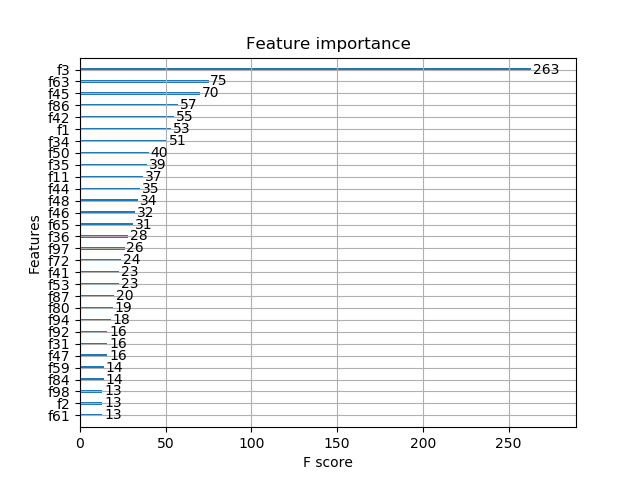 Feature importance
f3 263
f63 75
f45 70
f86 57
f42 55
f1 53
f34 51
f50 40
f35 39
f11 37
f44 35
f48 34
f46 32
f65 31
f36 28
f97 26
f72 24
f41 23
f53 23
f87 20
f80 19
f94 18
f92 16
f31 16
f47 16
f59 14
f84 14
f98 13
f2 13
f61 13
Features
0 50 100 150 200 250
F score